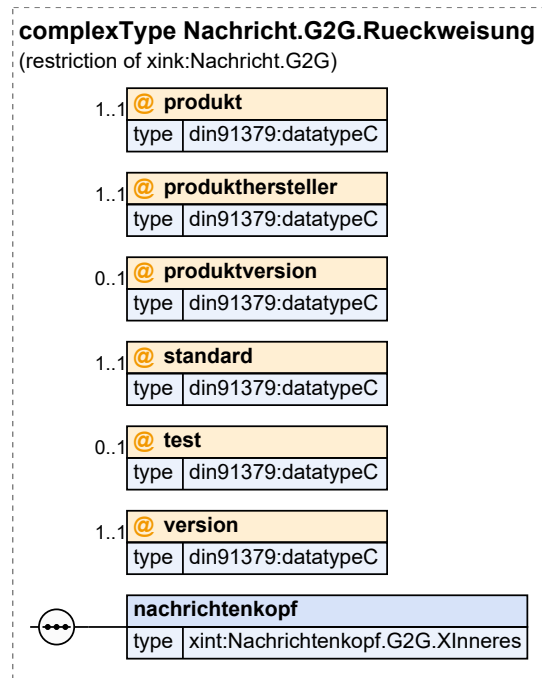 complexType Nachricht.G2G.Rueckweisung
(restriction of xink:Nachricht.G2G)
1..1 @ produkt
type din91379:datatypeC
1..1 @ produkthersteller
type din91379:datatypeC
0..1 @ produktversion
type din91379:datatypeC
1..1 @ standard
type din91379:datatypeC
0..1 @ test
type din91379:datatypeC
1..1 @ version
type din91379:datatypeC
nachrichtenkopf
type xint:Nachrichtenkopf.G2G.XInneres